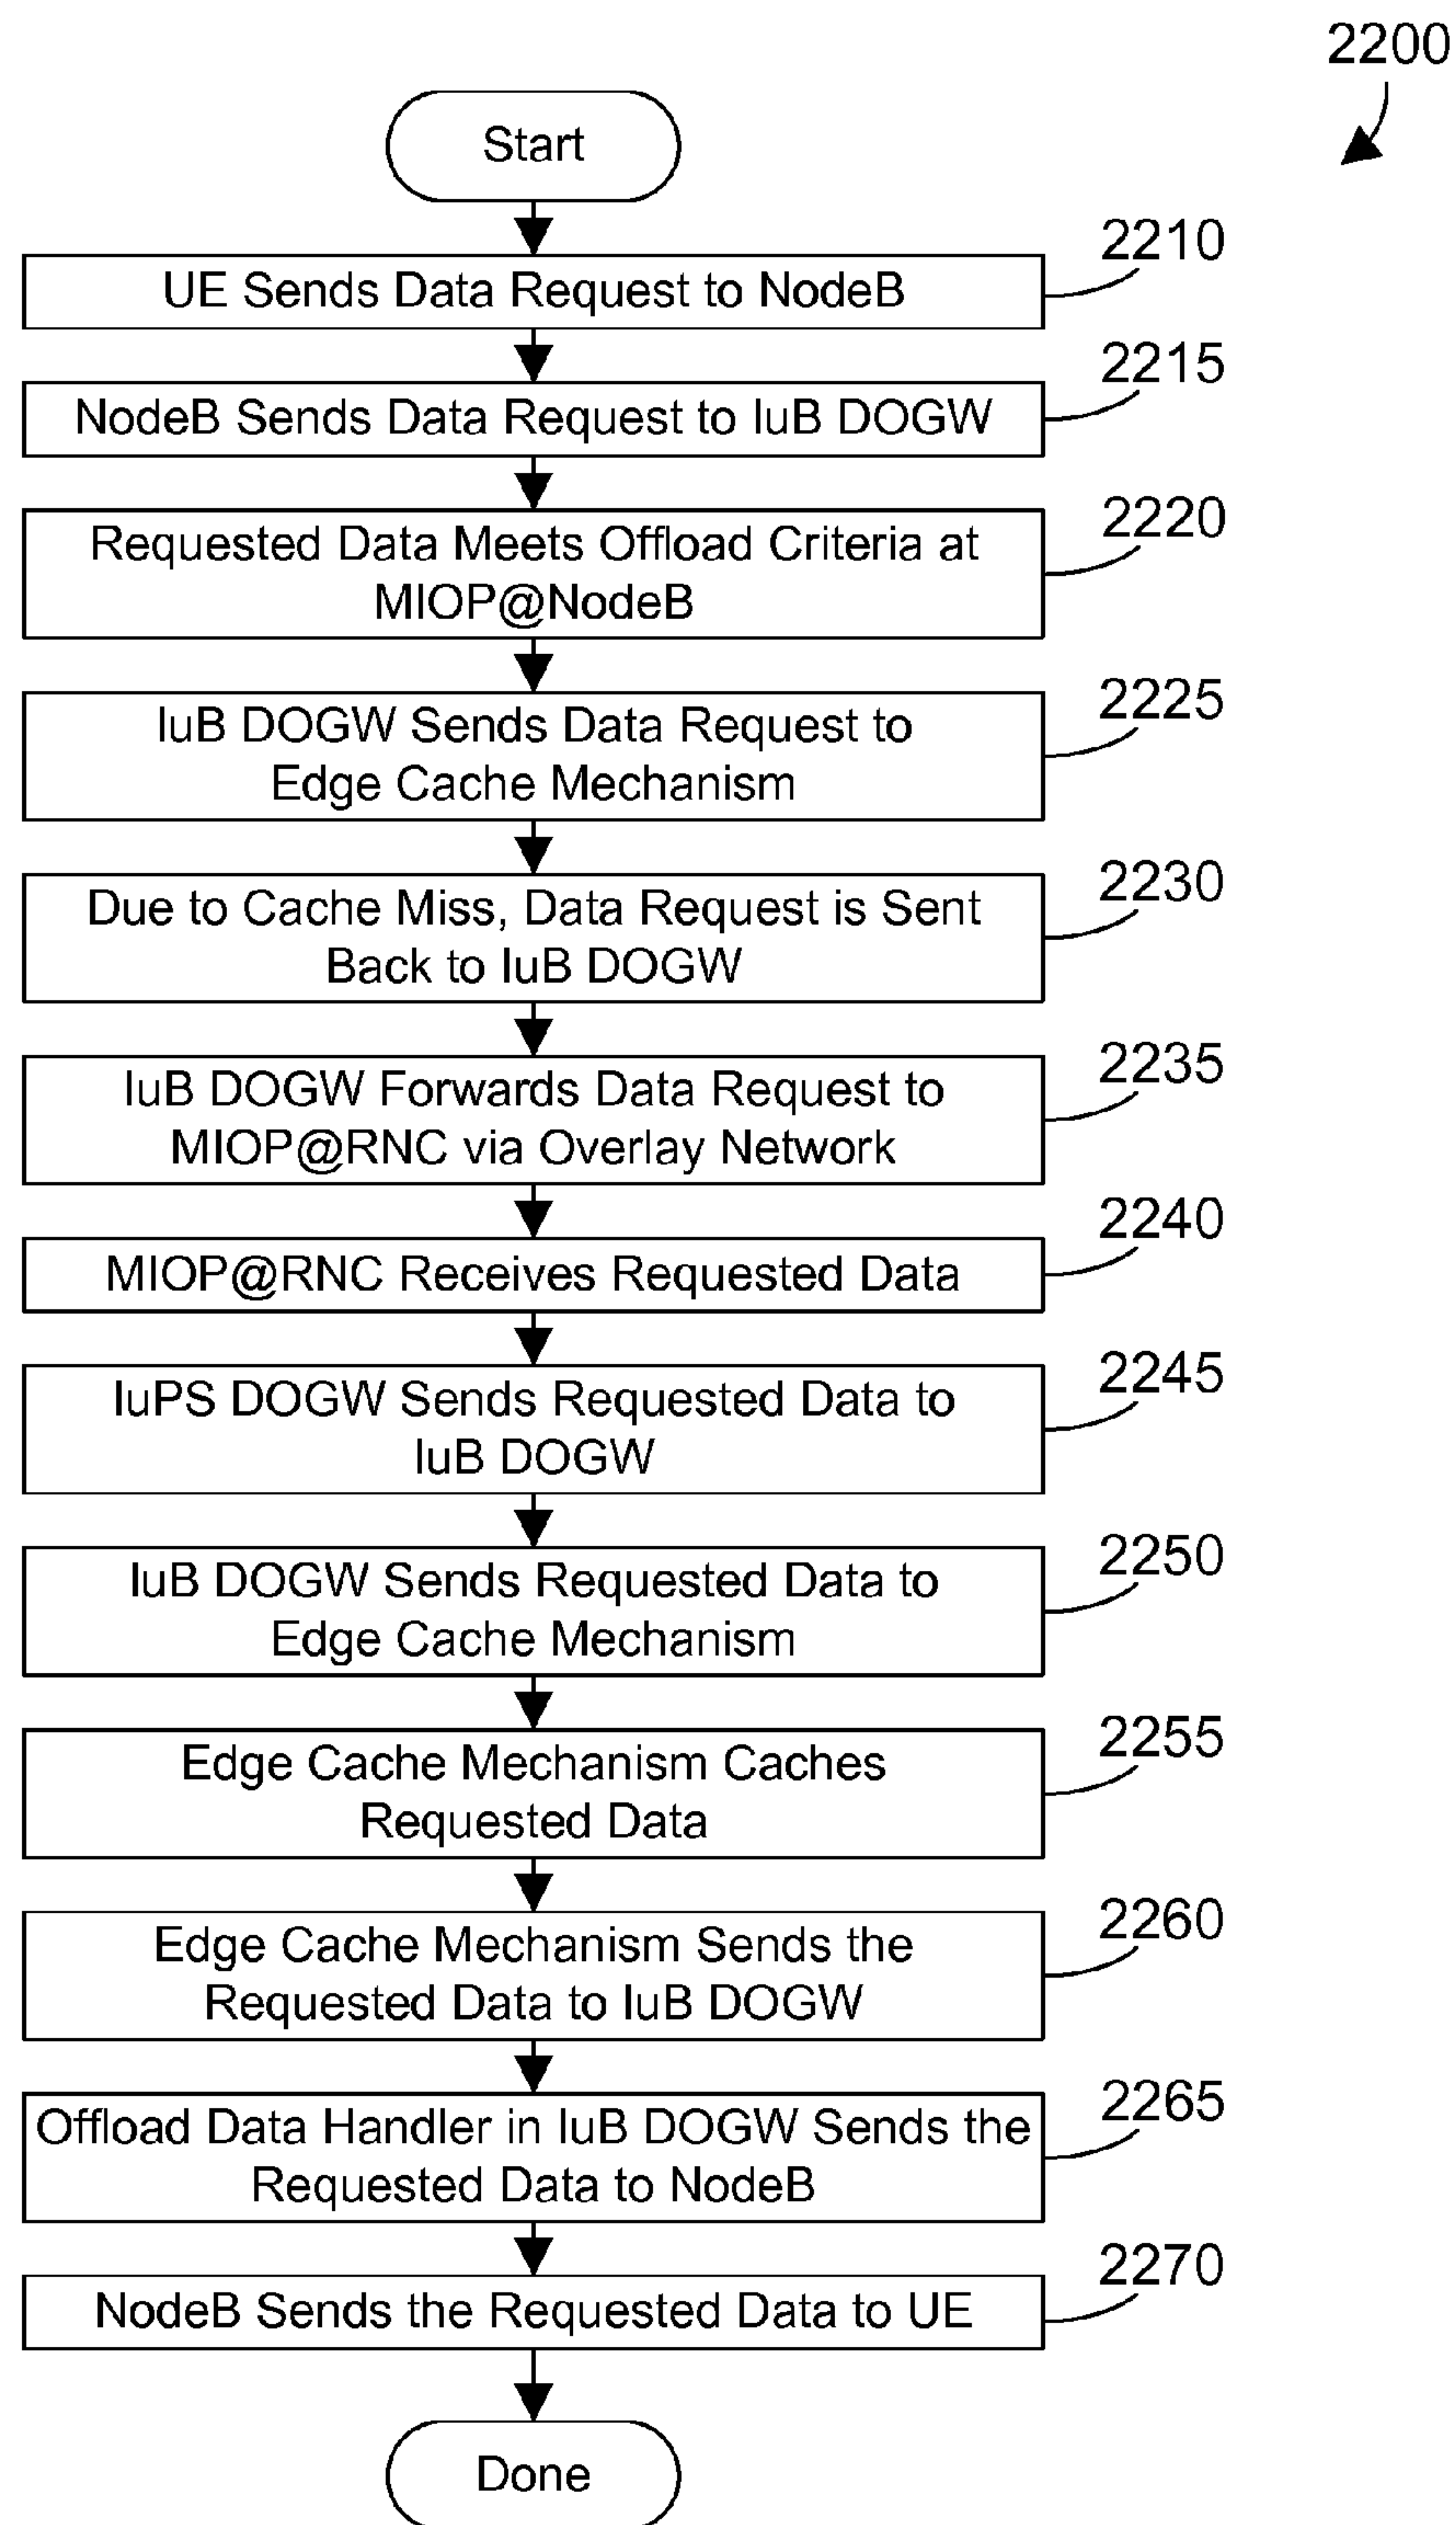 2200
Start
UE Sends Data Request to NodeB
2210
NodeB Sends Data Request to IuB DOGW
2215
Requested Data Meets Offload Criteria at
MIOP@NodeB
2220
IuB DOGW Sends Data Request to
Edge Cache Mechanism
2225
Due to Cache Miss, Data Request is Sent
Back to IuB DOGW
2230
IuB DOGW Forwards Data Request to
MIOP@RNC via Overlay Network
2235
MIOP@RNC Receives Requested Data
2240
IuPS DOGW Sends Requested Data to
IuB DOGW
2245
IuB DOGW Sends Requested Data to
Edge Cache Mechanism
2250
Edge Cache Mechanism Caches
Requested Data
2255
Edge Cache Mechanism Sends the
Requested Data to IuB DOGW
2260
Offload Data Handler in IuB DOGW Sends the
Requested Data to NodeB
2265
NodeB Sends the Requested Data to UE
2270
Done